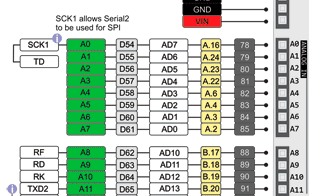 GND
VIN
SCK1 allows Serial2
to be used for SPI
SCK1 A0 D54 AD7 A.16 78 A0
TD A1 D55 AD6 A.24 79 A1
A2 D56 AD5 A.23 80 A2
A3 D57 AD4 A.22 81 A3
A4 D58 AD3 A.6 82 A4
A5 D59 AD2 A.4 83 A5
A6 D60 AD1 A.3 84 A6
A7 D61 AD0 A.2 85 A7
ANALOG IN
RF A8 D62 AD10 B.17 88 A8
RD A9 D63 AD11 B.18 89 A9
RK A10 D64 AD12 B.19 90 A10
TXD2 A11 D65 AD13 B.20 91 A11